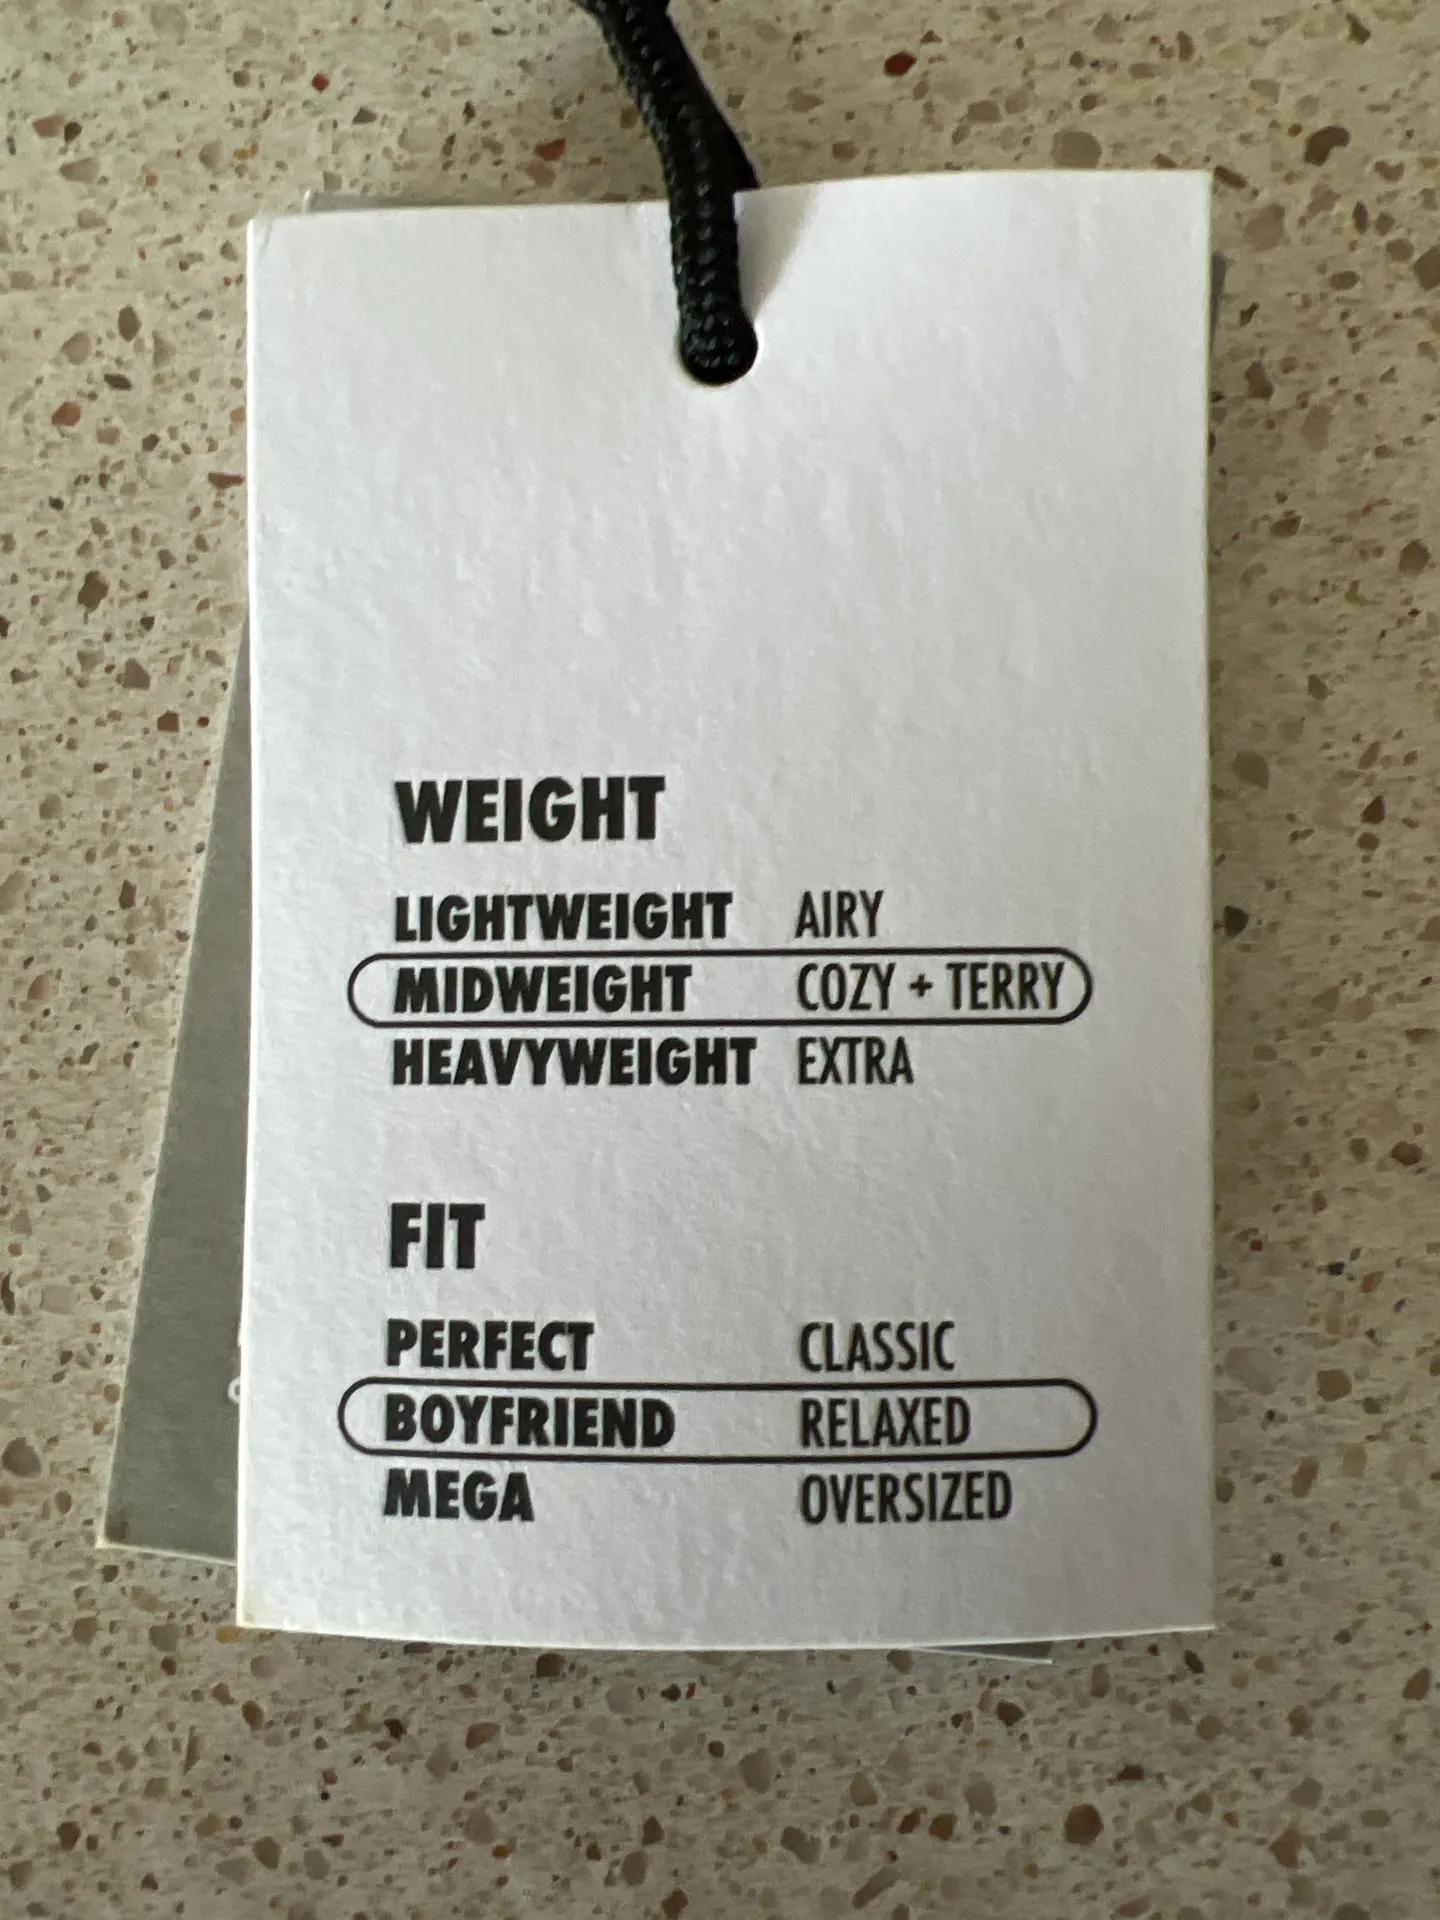 WEIGHT
LIGHTWEIGHT AIRY
MIDWEIGHT COZY + TERRY
HEAVYWEIGHT EXTRA
FIT
PERFECT CLASSIC
BOYFRIEND RELAXED
MEGA OVERSIZED